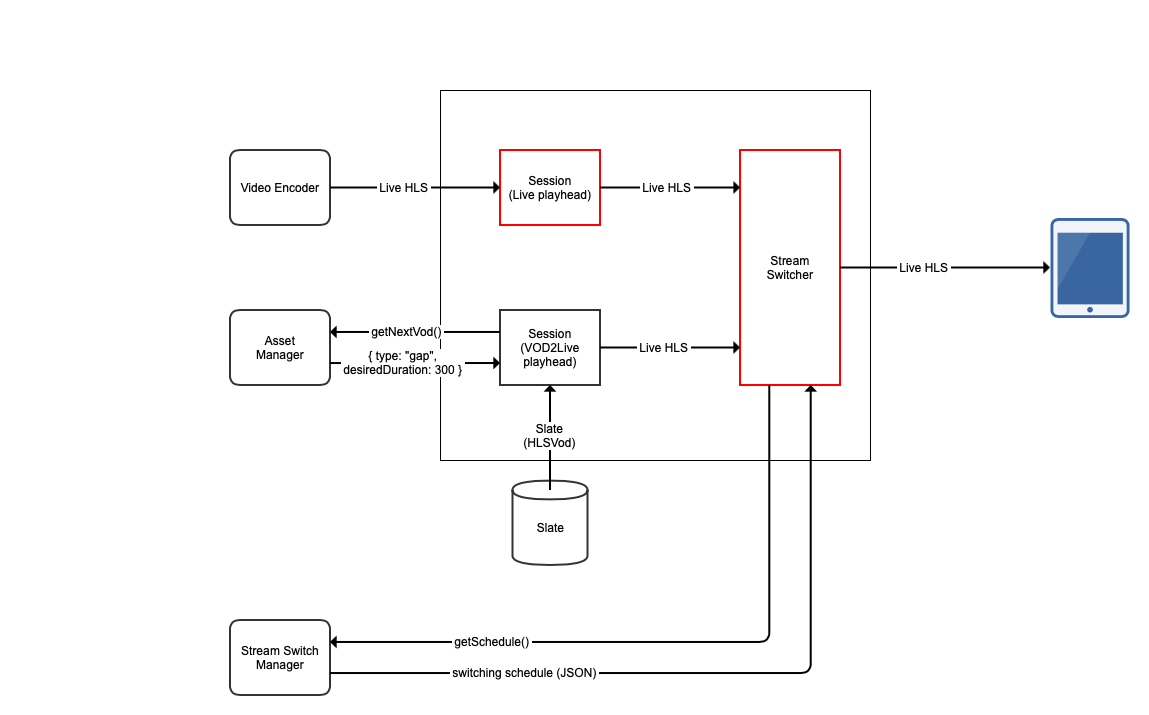 Video Encoder
Live HLS
Session
(Live playhead)
Live HLS
Stream
Switcher
Live HLS
Asset
Manager
getNextVod()
{ type: "gap",
desiredDuration: 300 }
Session
(VOD2Live
playhead)
Live HLS
Slate
(HLSVod)
Slate
Stream Switch
Manager
getSchedule()
switching schedule (JSON)